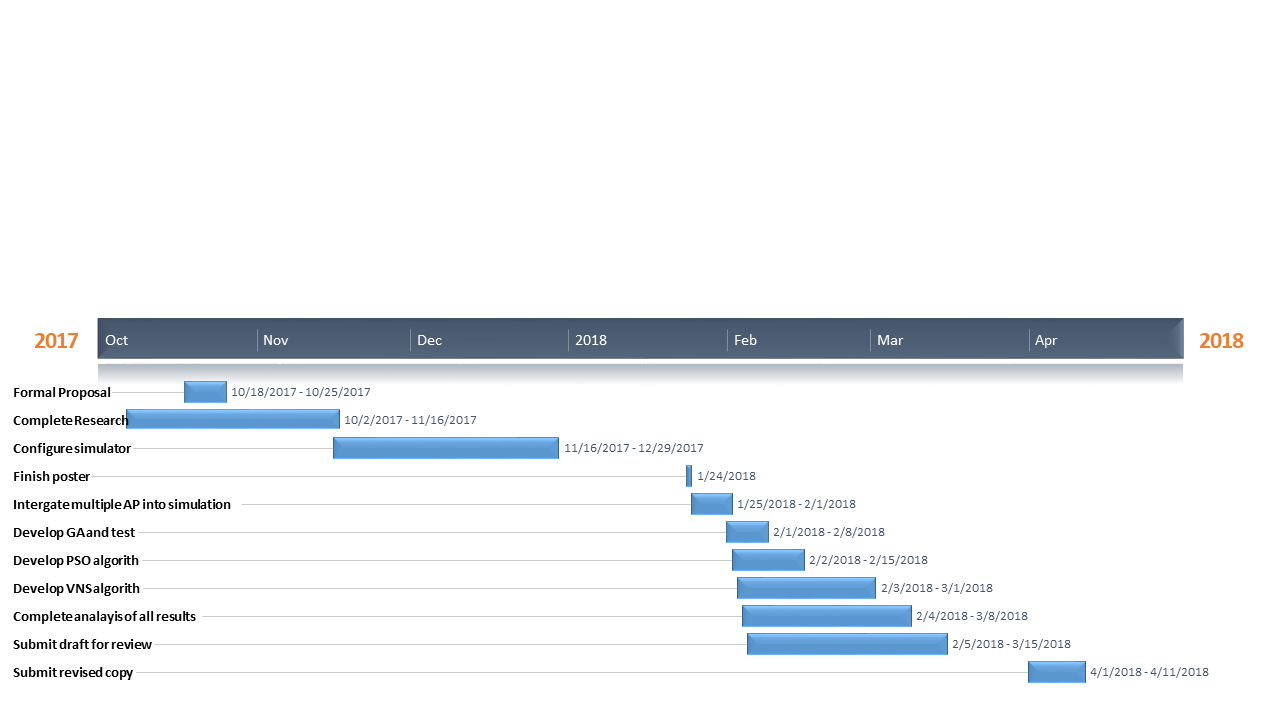 2017 Oct Nov Dec 2018 Feb Mar Apr 2018
Formal Proposal 10/18/2017 - 10/25/2017
Complete Research 10/2/2017 - 11/16/2017
Configure simulator 11/16/2017 - 12/29/2017
Finish poster 1/24/2018
Intergate multiple AP into simulation 1/25/2018 - 2/1/2018
Develop GA and test 2/1/2018 - 2/8/2018
Develop PSO algorith 2/2/2018 - 2/15/2018
Develop VNS algorith 2/3/2018 - 3/1/2018
Complete analayis of all results 2/4/2018 - 3/8/2018
Submit draft for review 2/5/2018 - 3/15/2018
Submit revised copy 4/1/2018 - 4/11/2018